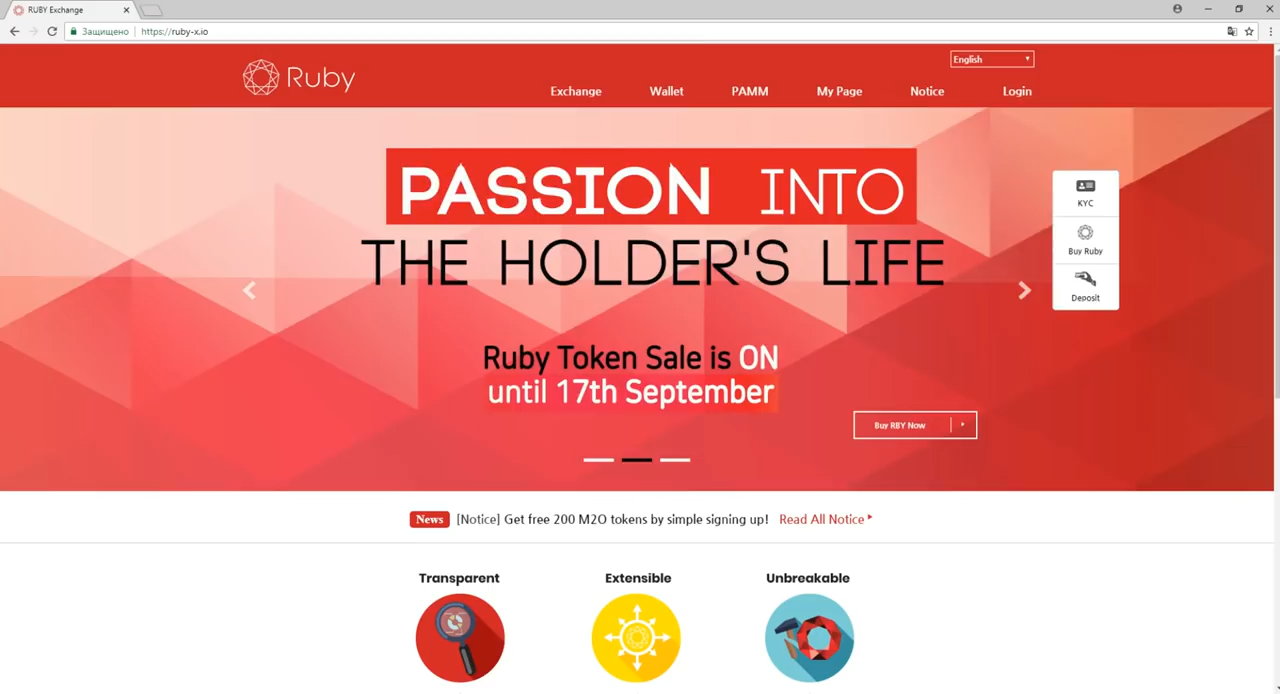 RUBY Exchange
Защищено
https://ruby-x.io
Ruby
English
Exchange
Wallet
PAMM
My Page
Notice
Login
PASSION INTO
THE HOLDER'S LIFE
Ruby Token Sale is ON
until 17th September
Buy RBY Now
KYC
Buy Ruby
Deposit
News [Notice] Get free 200 M2O tokens by simple signing up! Read All Notice
Transparent
Extensible
Unbreakable